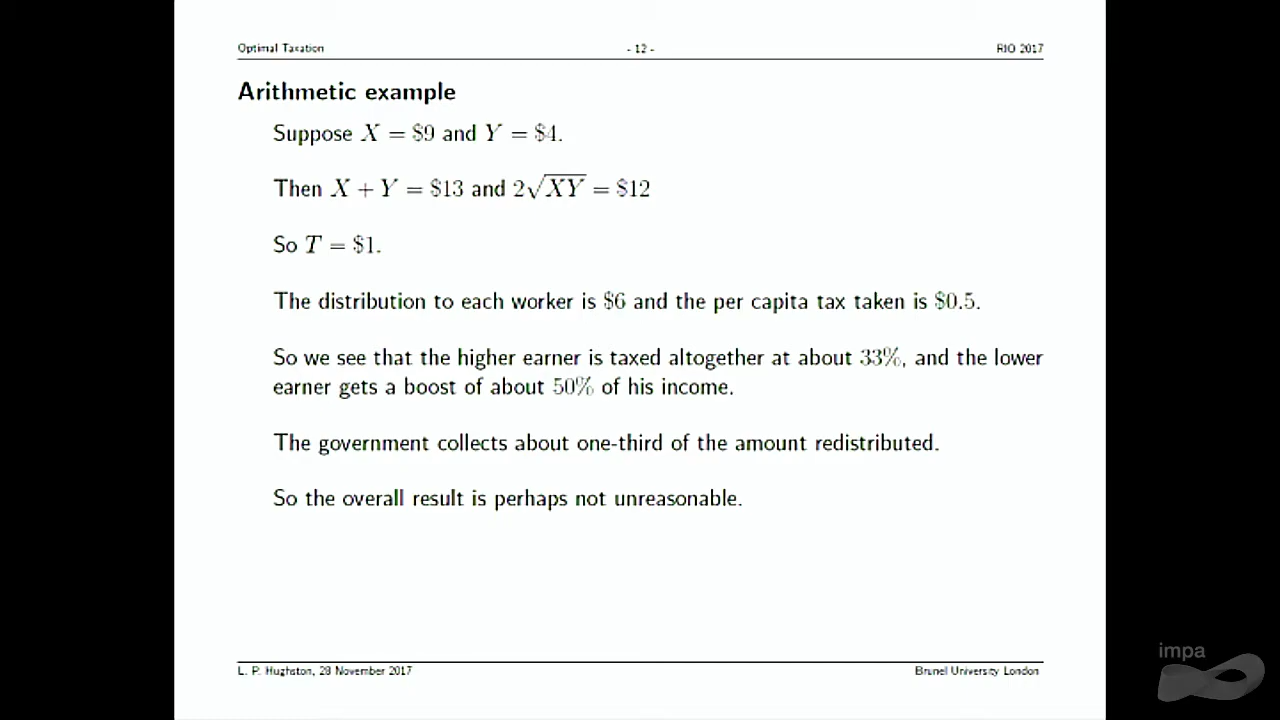 Optimal Taxation - 12 - RIO 2017
Arithmetic example
Suppose X = $9 and Y = $4.
Then X + Y = $13 and 2√XY = $12
So T = $1.
The distribution to each worker is $6 and the per capita tax taken is $0.5.
So we see that the higher earner is taxed altogether at about 33%, and the lower
earner gets a boost of about 50% of his income.
The government collects about one-third of the amount redistributed.
So the overall result is perhaps not unreasonable.
impa
L. P. Hughston, 28 November 2017 Brunel University London